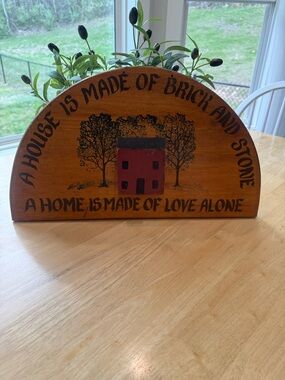 A HOUSE IS MADE OF BRICK AND STONE
A HOME IS MADE OF LOVE ALONE